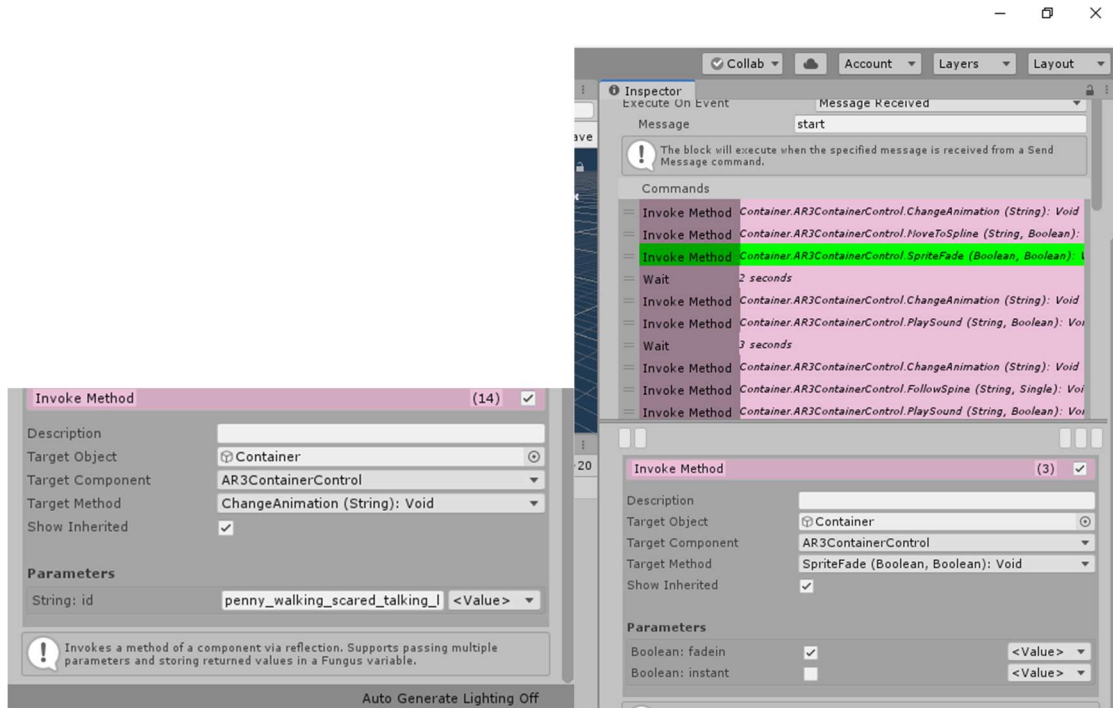 Collab
Account
Layers
Layout
Inspector
Execute On Event Message Received
Message start
The block will execute when the specified message is received from a Send
Message command.
Commands
Invoke Method Container.AR3ContainerControl.ChangeAnimation (String): Void
Invoke Method Container.AR3ContainerControl.MoveToSpline (String, Boolean):
Invoke Method Container.AR3ContainerControl.SpriteFade (Boolean, Boolean):
Wait 2 seconds
Invoke Method Container.AR3ContainerControl.ChangeAnimation (String): Void
Invoke Method Container.AR3ContainerControl.PlaySound (String, Boolean): Voi
Wait 3 seconds
Invoke Method Container.AR3ContainerControl.ChangeAnimation (String): Void
Invoke Method Container.AR3ContainerControl.FollowSpine (String, Single): Voi
Invoke Method Container.AR3ContainerControl.PlaySound (String, Boolean): Voi
20
Invoke Method (3)
Description
Target Object Container
Target Component AR3ContainerControl
Target Method SpriteFade (Boolean, Boolean): Void
Show Inherited
Parameters
Boolean: fadein <Value>
Boolean: instant <Value>
Invoke Method (14)
Description
Target Object Container
Target Component AR3ContainerControl
Target Method ChangeAnimation (String): Void
Show Inherited
Parameters
String: id penny_walking_scared_talking_l <Value>
Invokes a method of a component via reflection. Supports passing multiple
parameters and storing returned values in a Fungus variable.
Auto Generate Lighting Off